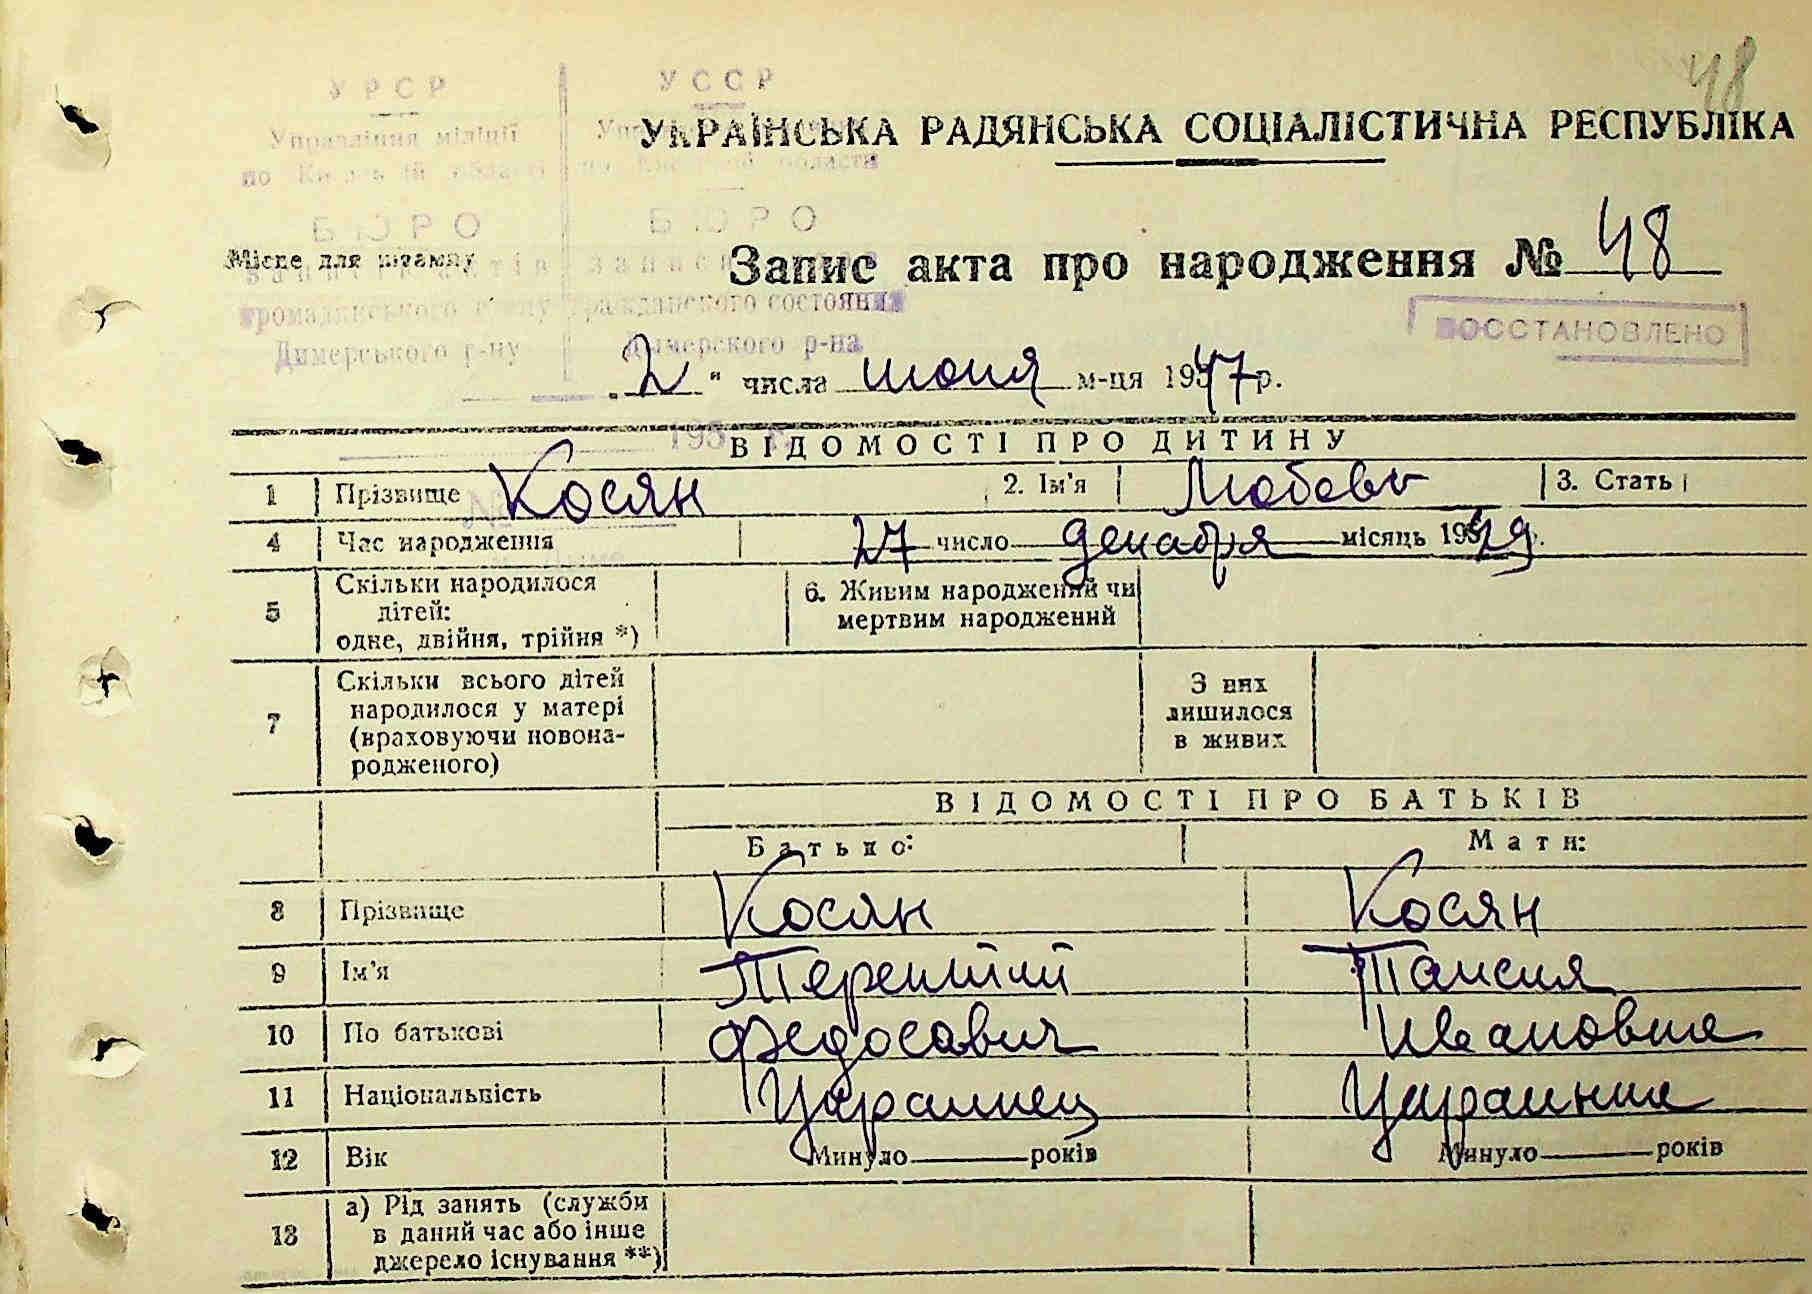 48
УРСР
УССР
УКРАЇНСЬКА РАДЯНСЬКА СОЦІАЛІСТИЧНА РЕСПУБЛІКА
Управління міліції
по Київській області по Киевской области
БЮРО
БЮРО
Місце для штампу
Запис акта про народження № 48
громадянського стану гражданского состояния
ВОССТАНОВЛЕНО
Димерського р-ну
Дымерского р-на
„2" числа июня м-ця 1947 р.
195 г.
ВІДОМОСТІ ПРО ДИТИНУ
1 Прізвище Косян 2. Ім'я Любовь 3. Стать
№
4 Час народження 27 число декабря місяць 1929.
5 Скільки народилося дітей: одне, двійня, трійня *) 6. Живим народжений чи мертвим народжений
7 Скільки всього дітей народилося у матері (враховуючи новонародженого) З них лишилося в живих
ВІДОМОСТІ ПРО БАТЬКІВ
Батько: Мати:
8 Прізвище Косян Косян
9 Ім'я Терентий Таисия
10 По батькові Федосович Ивановна
11 Національність Украинец Украинка
12 Вік Минуло років Минуло років
13 а) Рід занять (служби в даний час або інше джерело існування **)